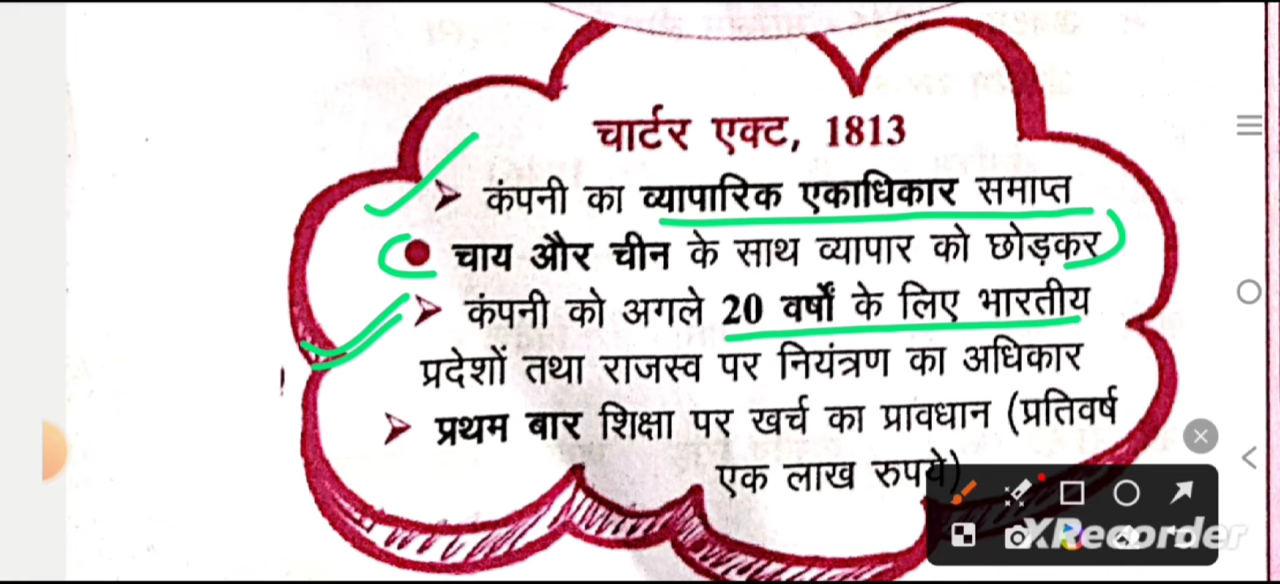 चार्टर एक्ट, 1813
➢ कंपनी का व्यापारिक एकाधिकार समाप्त
● चाय और चीन के साथ व्यापार को छोड़कर
➢ कंपनी को अगले 20 वर्षों के लिए भारतीय
प्रदेशों तथा राजस्व पर नियंत्रण का अधिकार
➢ प्रथम बार शिक्षा पर खर्च का प्रावधान (प्रतिवर्ष
एक लाख रुपये)
XRecorder